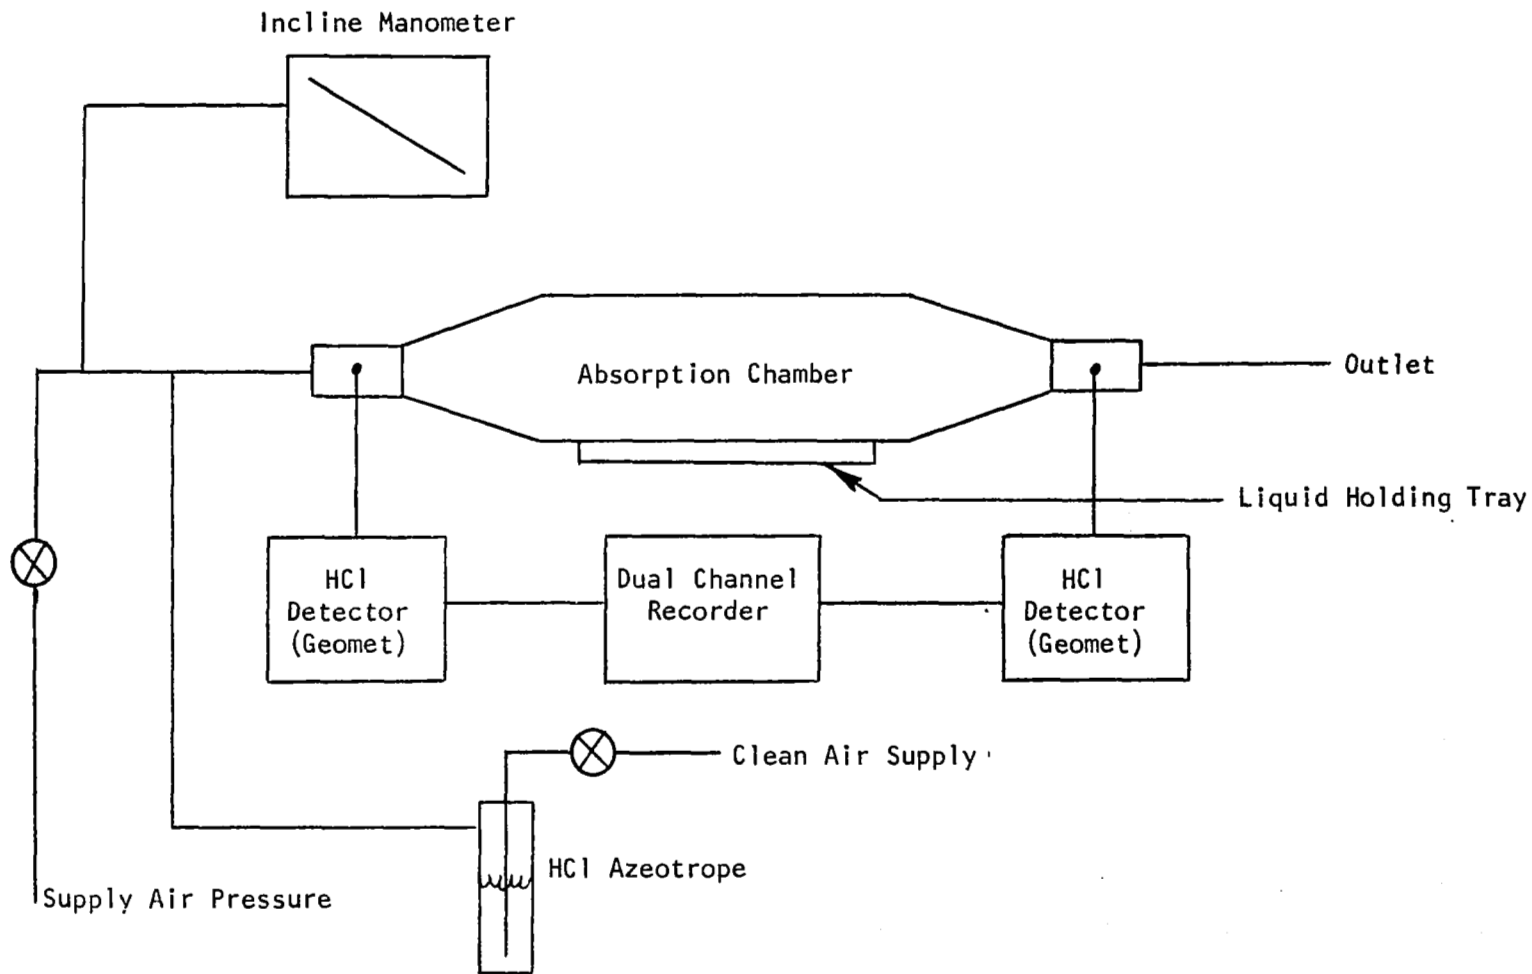 Incline Manometer
Absorption Chamber
Outlet
Liquid Holding Tray
HCl
Detector
(Geomet)
Dual Channel
Recorder
HCl
Detector
(Geomet)
Clean Air Supply
HCl Azeotrope
Supply Air Pressure